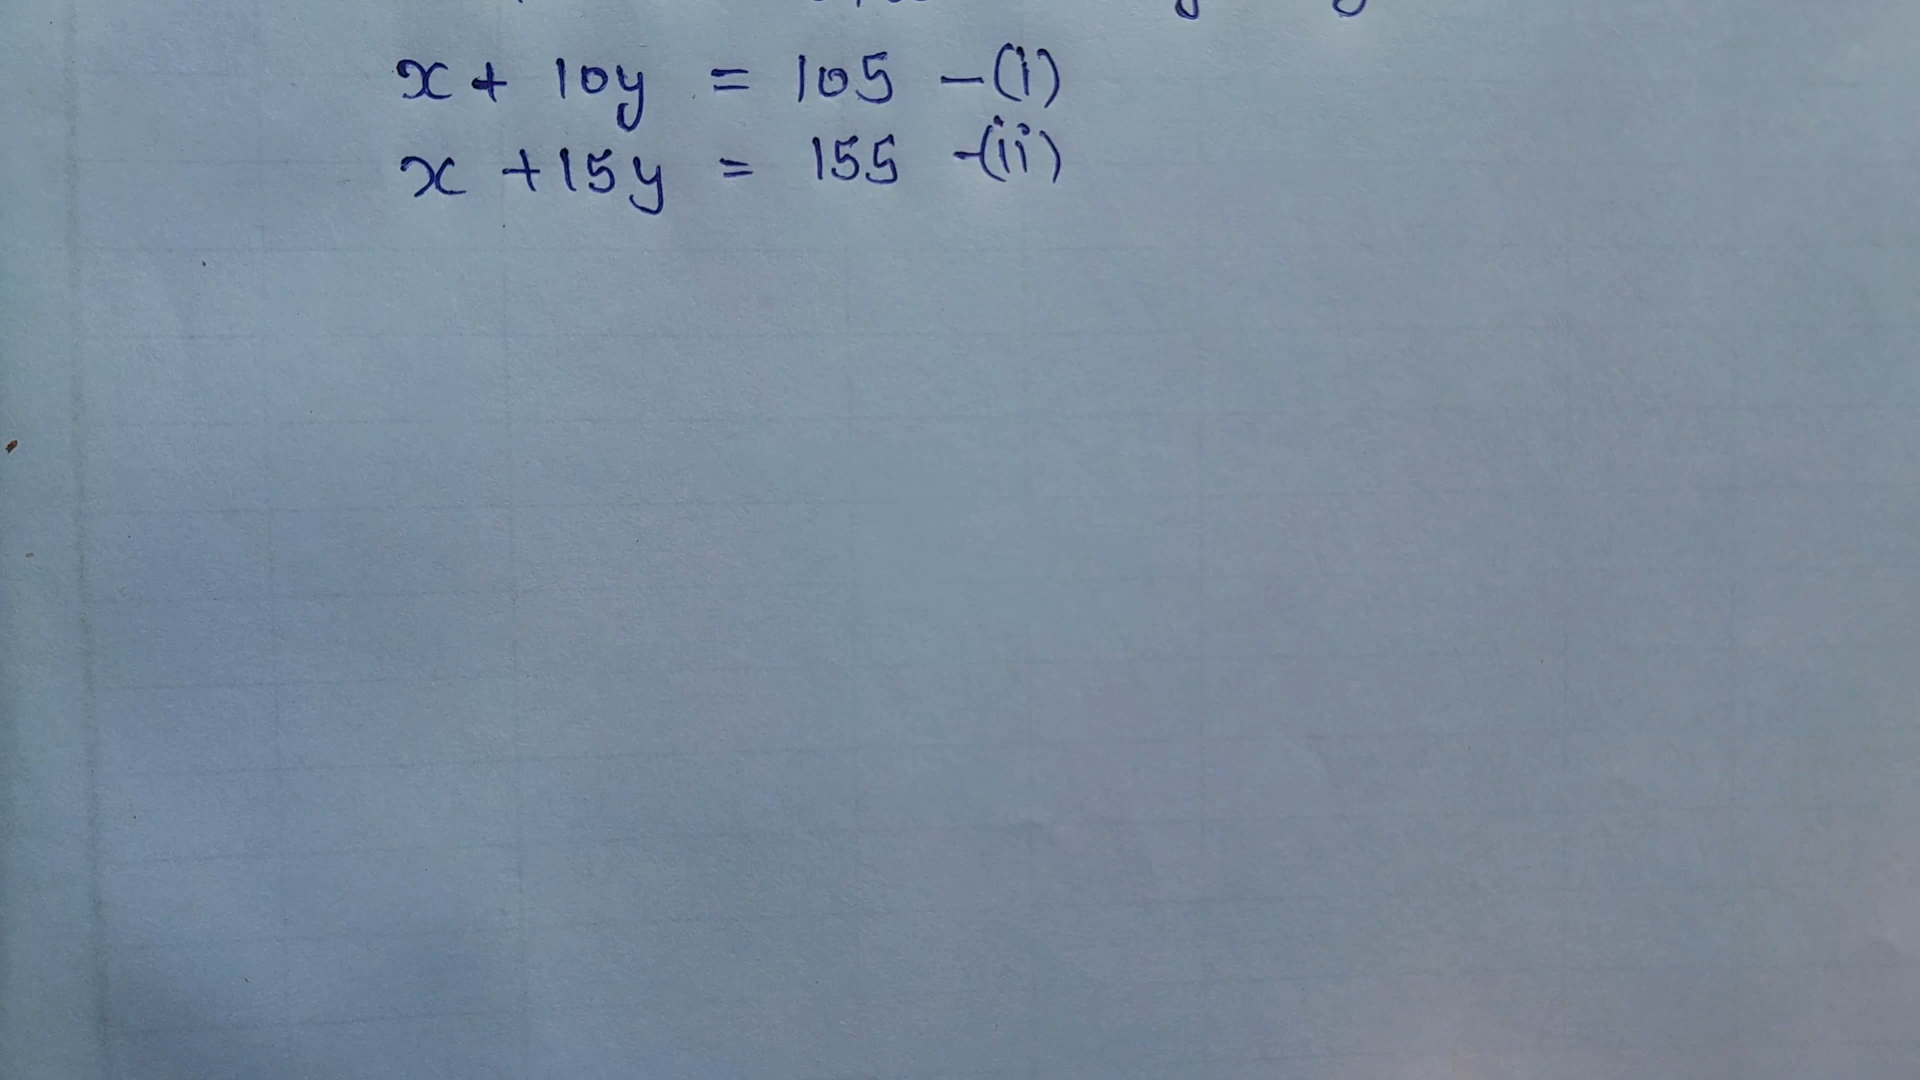 x + 10y = 105 -(i)
x + 15y = 155 -(ii)